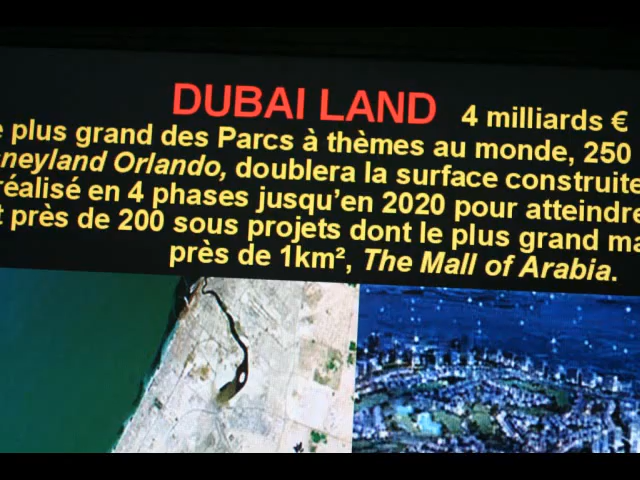 DUBAI LAND 4 milliards €
plus grand des Parcs à thèmes au monde, 250
Orlando, doublera la surface construite
réalisé en 4 phases jusqu'en 2020 pour atteindre
près de 200 sous projets dont le plus grand
près de 1km², The Mall of Arabia.